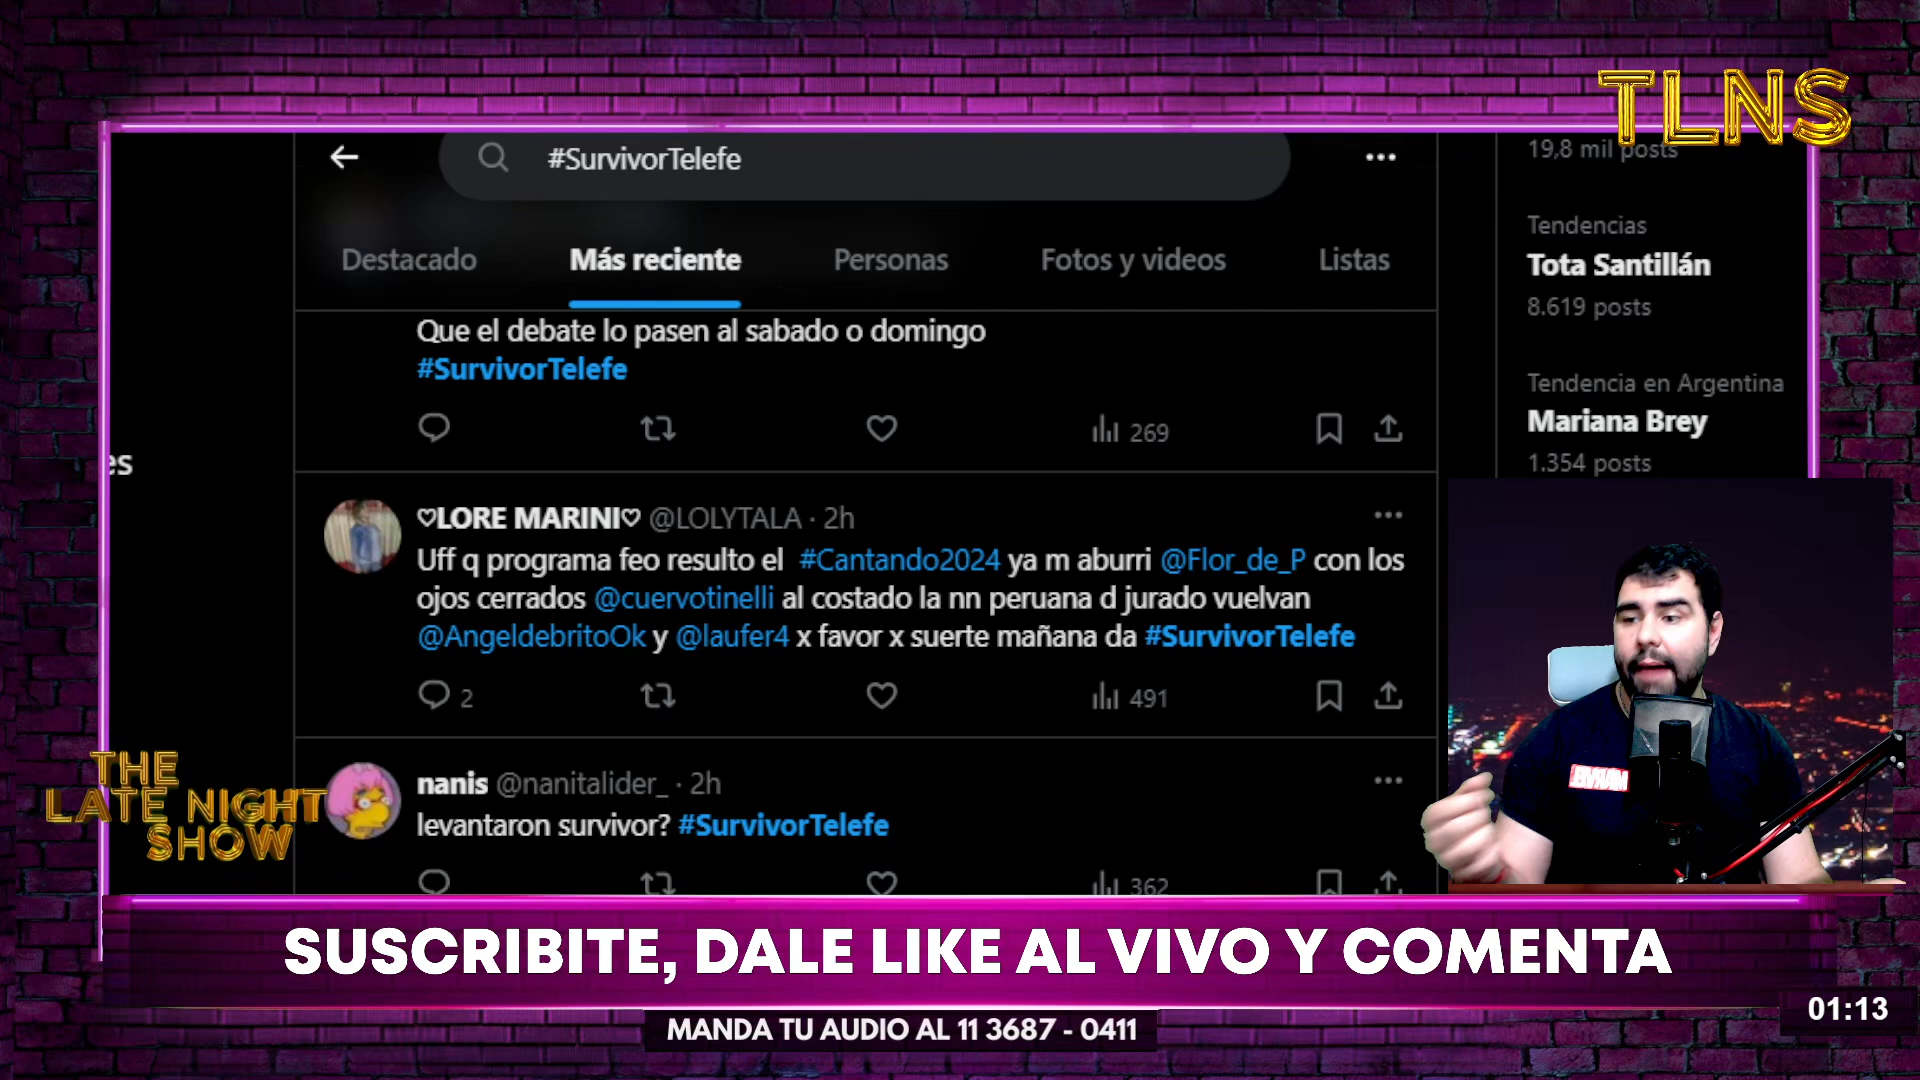 TLNS
#SurvivorTelefe
Destacado
Más reciente
Personas
Fotos y videos
Listas
Que el debate lo pasen al sabado o domingo
#SurvivorTelefe
269
♡LORE MARINI♡ @LOLYTALA · 2h
Uff q programa feo resulto el #Cantando2024 ya m aburri @Flor_de_P con los
ojos cerrados @cuervotinelli al costado la nn peruana d jurado vuelvan
@AngeldebritoOk y @laufer4 x favor x suerte mañana da #SurvivorTelefe
2
491
nanis @nanitalider_ · 2h
levantaron survivor? #SurvivorTelefe
362
19,8 mil posts
Tendencias
Tota Santillán
8.619 posts
Tendencia en Argentina
Mariana Brey
1.354 posts
es
THE
LATE NIGHT
SHOW
SUSCRIBITE, DALE LIKE AL VIVO Y COMENTA
MANDA TU AUDIO AL 11 3687 - 0411
01:13